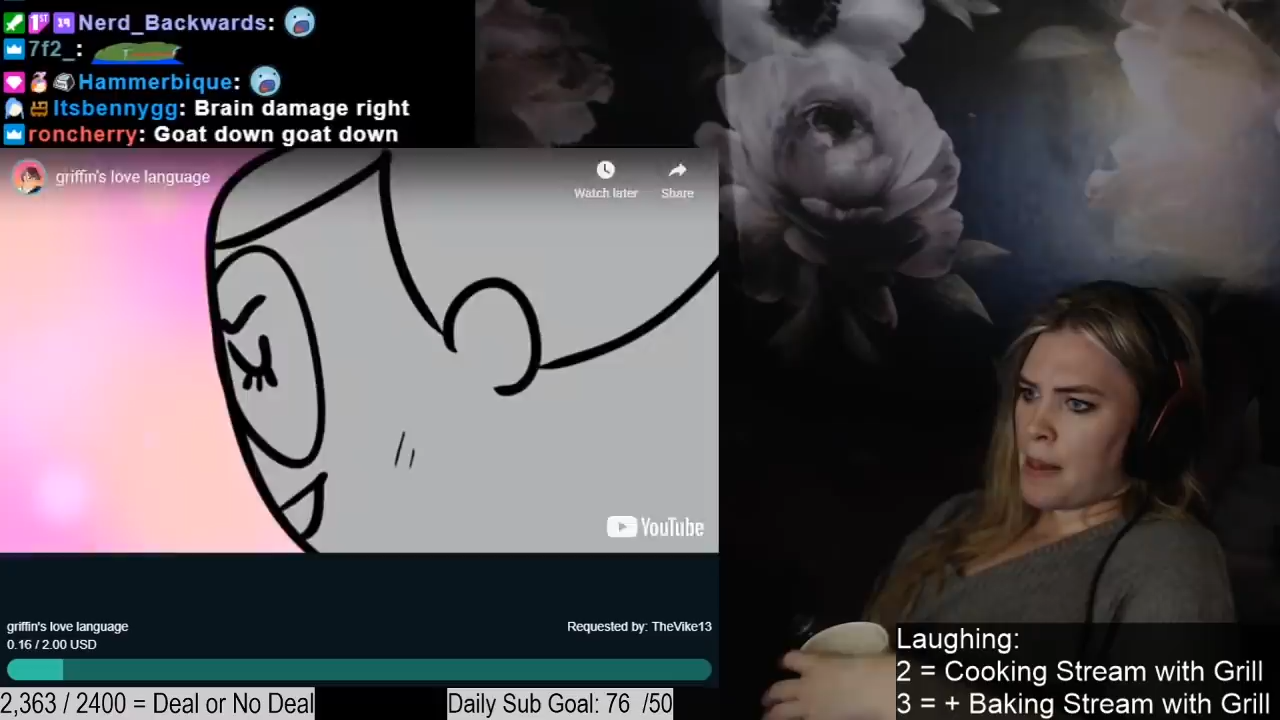 Nerd_Backwards:
7f2_:
Hammerbique:
Itsbennygg: Brain damage right
roncherry: Goat down goat down
griffin's love language
Watch later
Share
YouTube
griffin's love language
Requested by: TheVike13
0.16 / 2.00 USD
Laughing:
2 = Cooking Stream with Grill
3 = + Baking Stream with Grill
2,363 / 2400 = Deal or No Deal
Daily Sub Goal: 76 /50